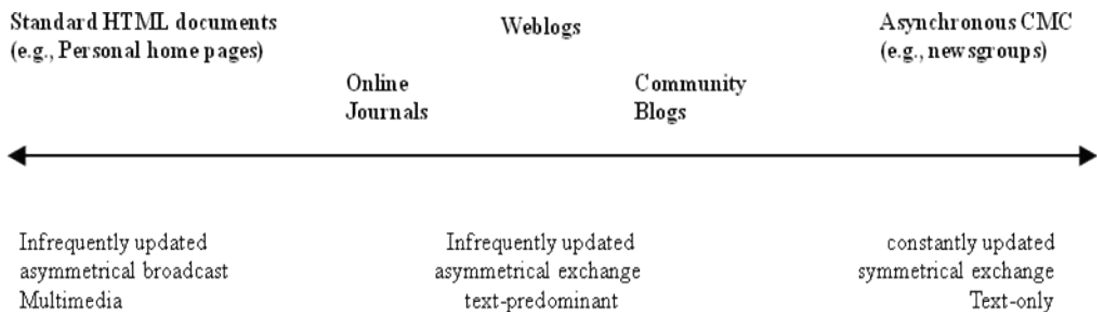 Standard HTML documents
(e.g., Personal home pages)
Weblogs
Asynchronous CMC
(e.g., newsgroups)
Online
Journals
Community
Blogs
Infrequently updated
asymmetrical broadcast
Multimedia
Infrequently updated
asymmetrical exchange
text-predominant
constantly updated
symmetrical exchange
Text-only